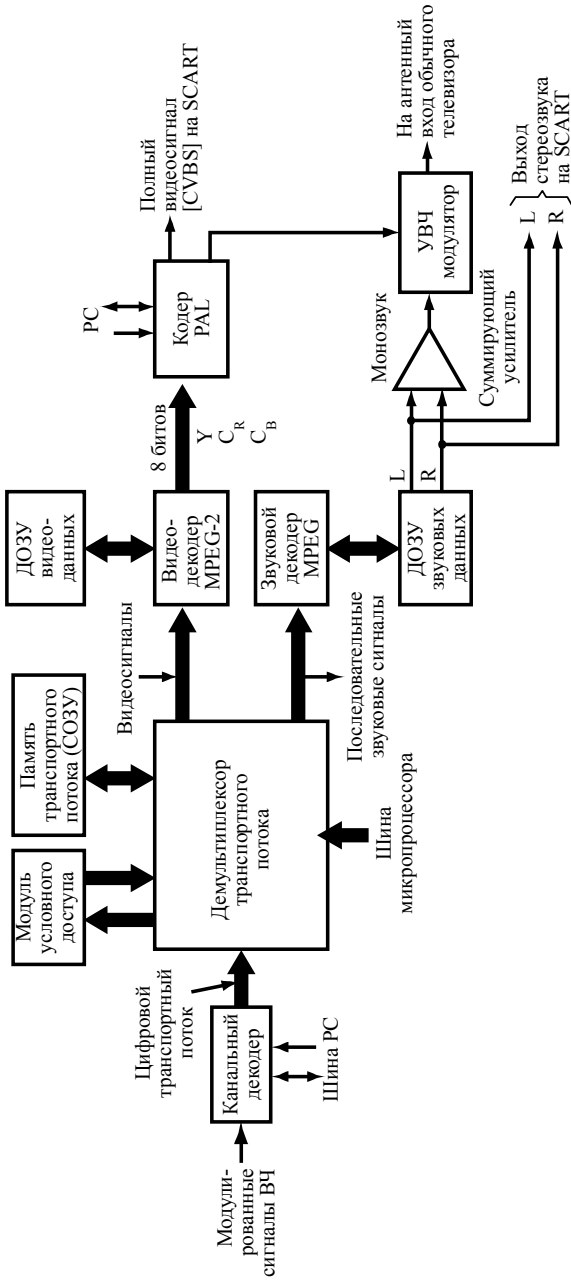 Модули-
рованные
сигналы ВЧ
Канальный
декодер
Шина PC
Цифровой
транспортный
поток
Модуль
условного
доступа
Память
транспортного
потока (СОЗУ)
Демультиплексор
транспортного
потока
Шина
микропроцессора
Видеосигналы
Последовательные
звуковые сигналы
ДОЗУ
видео-
данных
Видео-
декодер
MPEG-2
Звуковой
декодер
MPEG
ДОЗУ
звуковых
данных
8 битов
Y
CR
CB
PC
Кодер
PAL
Полный
видеосигнал
[CVBS] на SCART
L
R
Монозвук
Суммирующий
усилитель
УВЧ
модулятор
На антенный
вход обычного
телевизора
L
R
Выход
стереозвука
на SCART